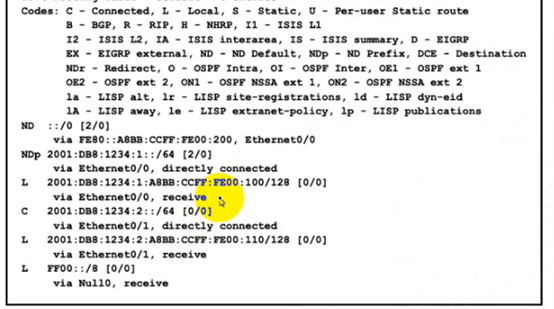 Codes: C - Connected, L - Local, S - Static, U - Per-user Static route
B - BGP, R - RIP, H - NHRP, I1 - ISIS L1
I2 - ISIS L2, IA - ISIS interarea, IS - ISIS summary, D - EIGRP
EX - EIGRP external, ND - ND Default, NDp - ND Prefix, DCE - Destination
NDr - Redirect, O - OSPF Intra, OI - OSPF Inter, OE1 - OSPF ext 1
OE2 - OSPF ext 2, ON1 - OSPF NSSA ext 1, ON2 - OSPF NSSA ext 2
la - LISP alt, lr - LISP site-registrations, ld - LISP dyn-eid
lA - LISP away, le - LISP extranet-policy, lp - LISP publications
ND ::/0 [2/0]
via FE80::A8BB:CCFF:FE00:200, Ethernet0/0
NDp 2001:DB8:1234:1::/64 [2/0]
via Ethernet0/0, directly connected
L 2001:DB8:1234:1:A8BB:CCFF:FE00:100/128 [0/0]
via Ethernet0/0, receive
C 2001:DB8:1234:2::/64 [0/0]
via Ethernet0/1, directly connected
L 2001:DB8:1234:2:A8BB:CCFF:FE00:110/128 [0/0]
via Ethernet0/1, receive
L FF00::/8 [0/0]
via Null0, receive